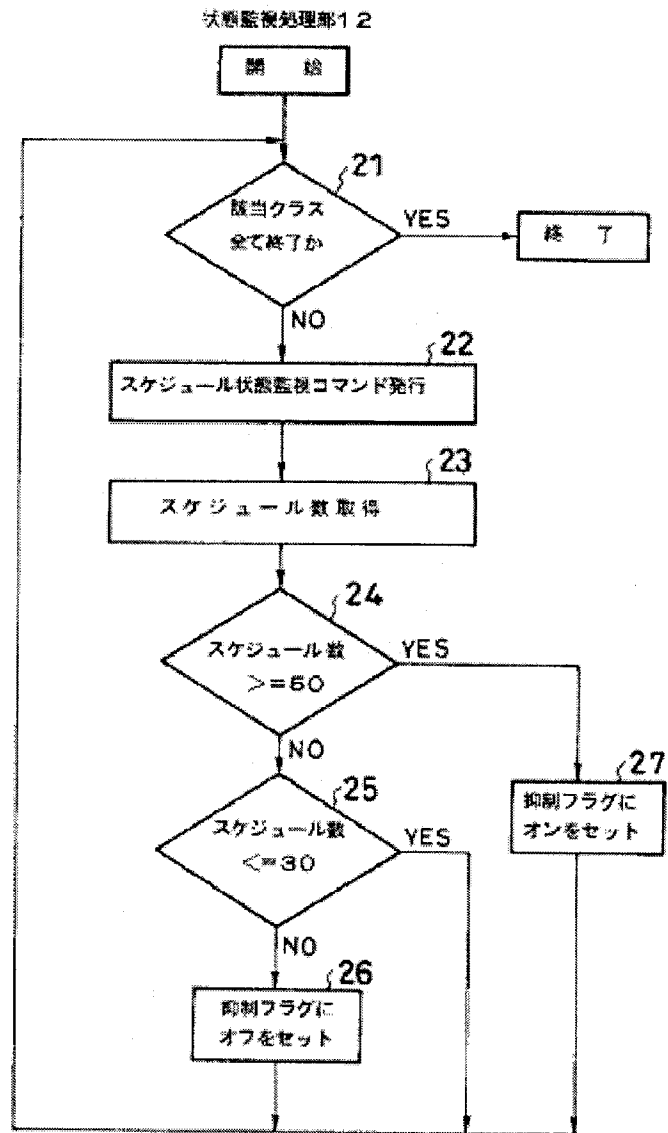 状態監視処理部12
開 始
21
該当クラス
全て終了か
YES
終 了
NO
22
スケジュール状態監視コマンド発行
23
スケジュール数取得
24
スケジュール数
>=60
YES
NO
25
スケジュール数
<=30
YES
27
抑制フラグに
オンをセット
NO
26
抑制フラグに
オフをセット